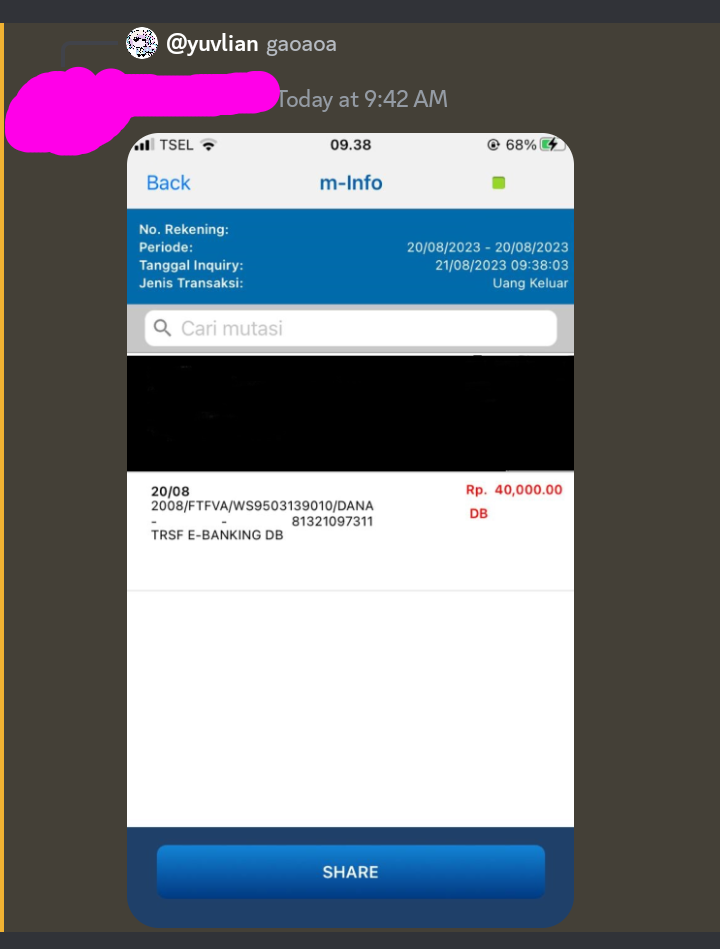 @yuvlian gaoaoa
Today at 9:42 AM
TSEL 09.38 68%
Back m-Info
No. Rekening:
Periode: 20/08/2023 - 20/08/2023
Tanggal Inquiry: 21/08/2023 09:38:03
Jenis Transaksi: Uang Keluar
Cari mutasi
20/08 Rp. 40,000.00
2008/FTFVA/WS9503139010/DANA
DB
- - 81321097311
TRSF E-BANKING DB
SHARE